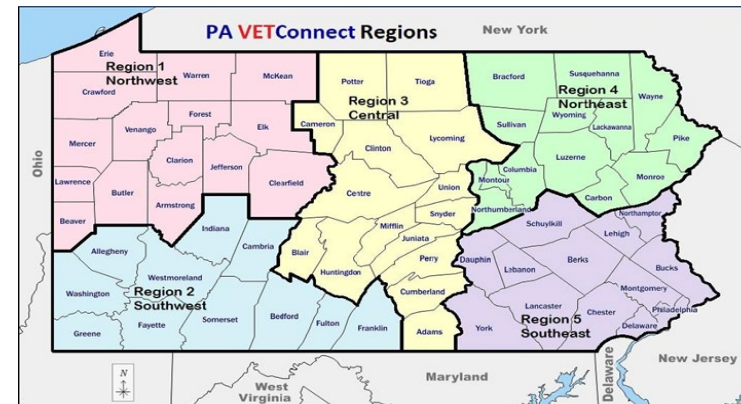 PA VETConnect Regions
New York
Erie
Region 1
Northwest
Warren
McKean
Crawford
Forest
Elk
Mercer
Venango
Clarion
Jefferson
Clearfield
Lawrence
Butler
Armstrong
Beaver
Ohio
Potter
Tioga
Region 3
Central
Cameron
Lycoming
Clinton
Centre
Union
Snyder
Mifflin
Juniata
Blair
Huntingdon
Perry
Cumberland
Adams
Bracford
Susquehanna
Region 4
Northeast
Wayne
Wyoming
Sullivan
Lackawanna
Pike
Luzerne
Columbia
Montour
Monroe
Carbon
Northumberland
Indiana
Allegheny
Cambria
Westmoreland
Washington
Region 2
Southwest
Greene
Fayette
Somerset
Bedford
Fulton
Franklin
Northampton
Schuylkill
Lehigh
Dauphin
Lebanon
Berks
Bucks
Montgomery
Lancaster
Chester
Philadelphia
Region 5
Southeast
Delaware
York
N
West
Virginia
Maryland
Delaware
New Jersey